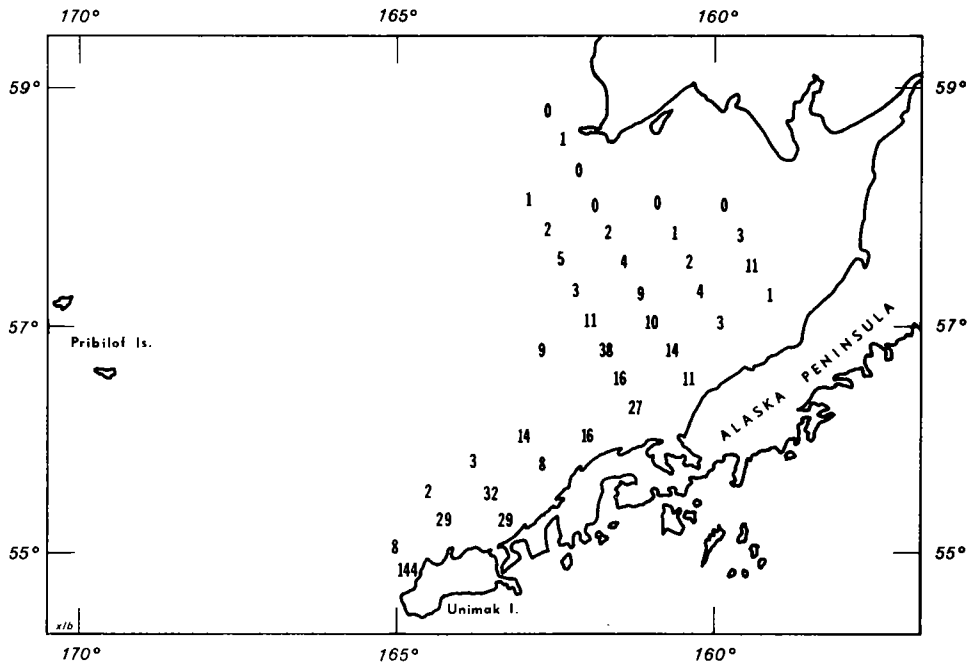 170° 165° 160°
59° 59°
0
1
0
1 0 0 0
2 2 1 3
5 4 2 11
3 9 4 1
11 10 3
57° 57°
Pribilof Is.
9 38 14
16 11
27
ALASKA PENINSULA
14 16
3 8
2 32
29 29
8
55° 55°
144
Unimak I.
x/b
170° 165° 160°